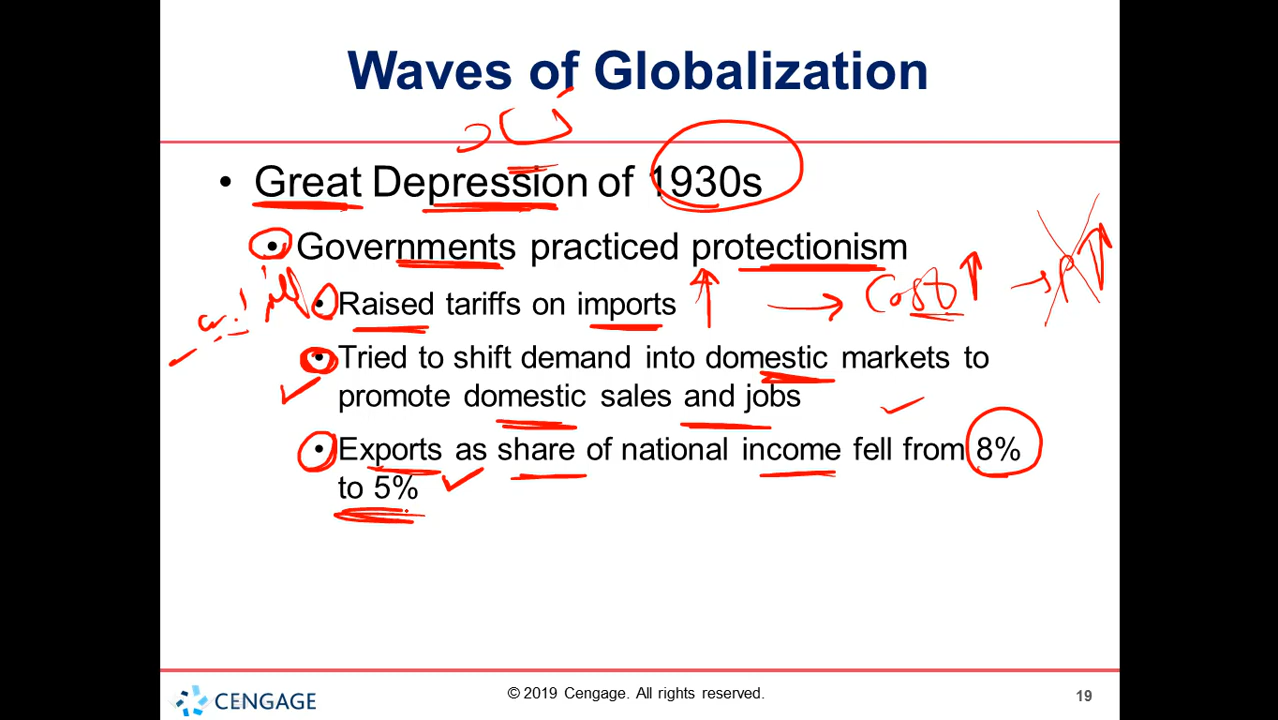 Waves of Globalization
• Great Depression of 1930s
• Governments practiced protectionism
• Raised tariffs on imports ↑ → Cost ↑ → P ↑
• Tried to shift demand into domestic markets to
promote domestic sales and jobs
• Exports as share of national income fell from 8%
to 5%
CENGAGE
© 2019 Cengage. All rights reserved.
19